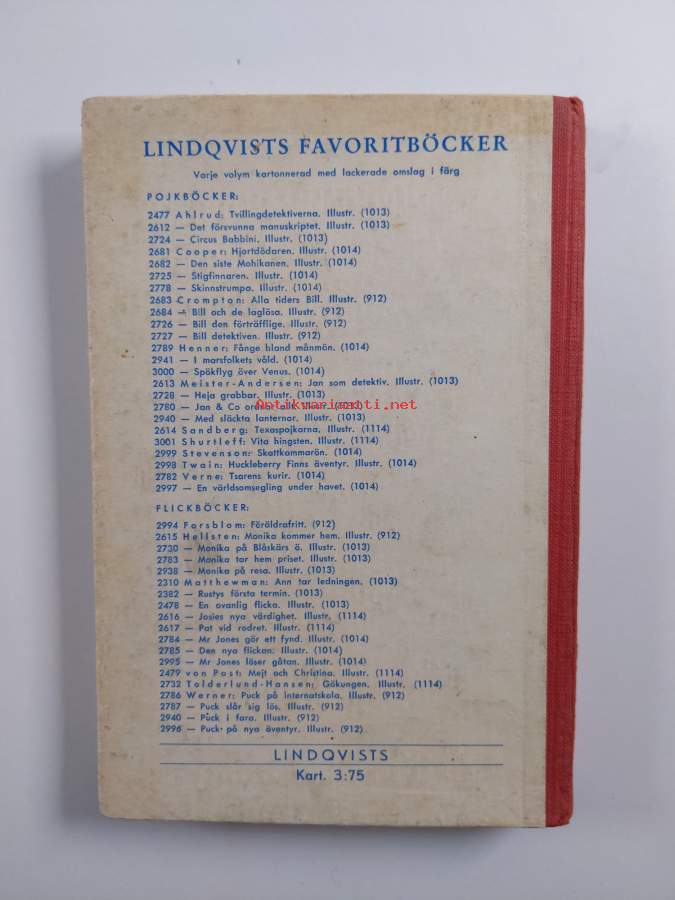 LINDQVISTS FAVORITBÖCKER
Varje volym kartonnerad med lackerade omslag i färg
POJKBÖCKER:
2477 Ahlrud: Tvillingdetektiverna. Illustr. (1013)
2612 — Det försvunna manuskriptet. Illustr. (1013)
2724 — Circus Babbini. Illustr. (1013)
2681 Cooper: Hjortdödaren. Illustr. (1014)
2682 — Den siste Mohikanen. Illustr. (1014)
2725 — Stigfinnaren. Illustr. (1014)
2778 — Skinnstrumpa. Illustr. (1014)
2683 Crompton: Alla tiders Bill. Illustr. (912)
2684 — Bill och de laglösa. Illustr. (912)
2726 — Bill den förträfflige. Illustr. (912)
2727 — Bill detektiven. Illustr. (912)
2789 Henner: Fånge bland månmän. (1014)
2941 — I marsfolkets våld. (1014)
3000 — Spökflyg över Venus. (1014)
2613 Meister-Andersen: Jan som detektiv. Illustr. (1013)
2728 — Heja grabbar. Illustr. (1013)
2780 — Jan & Co
antikvariaatti.net
2940 — Med släckta lanternor. Illustr. (1013)
2614 Sandberg: Texaspojkarna. Illustr. (1114)
3001 Shurtleff: Vita hingsten. Illustr. (1114)
2999 Stevenson: Skattkammarön. (1014)
2998 Twain: Huckleberry Finns äventyr. Illustr. (1014)
2782 Verne: Tsarens kurir. (1014)
2997 — En världsomsegling under havet. (1014)
FLICKBÖCKER:
2994 Forsblom: Föräldrafritt. (912)
2615 Hellsten: Monika kommer hem. Illustr. (912)
2730 — Monika på Blåskärs ö. Illustr. (1013)
2783 — Monika tar hem priset. Illustr. (1013)
2938 — Monika på resa. Illustr. (1013)
2310 Matthewman: Ann tar ledningen. (1013)
2382 — Rustys första termin. (1013)
2478 — En ovanlig flicka. Illustr. (1013)
2616 — Josies nya värdighet. Illustr. (1114)
2617 — Pat vid rodret. Illustr. (1114)
2784 — Mr Jones gör ett fynd. Illustr. (1014)
2785 — Den nya flickan. Illustr. (1014)
2995 — Mr Jones löser gåtan. Illustr. (1014)
2479 von Post: Mejt och Christina. Illustr. (1114)
2732 Tolderlund-Hansen: Gökungen. Illustr. (1114)
2786 Werner: Puck på internatskola. Illustr. (912)
2787 — Puck slår sig lös. Illustr. (912)
2940 — Puck i fara. Illustr. (912)
2996 — Puck på nya äventyr. Illustr. (912)
LINDQVISTS
Kart. 3:75